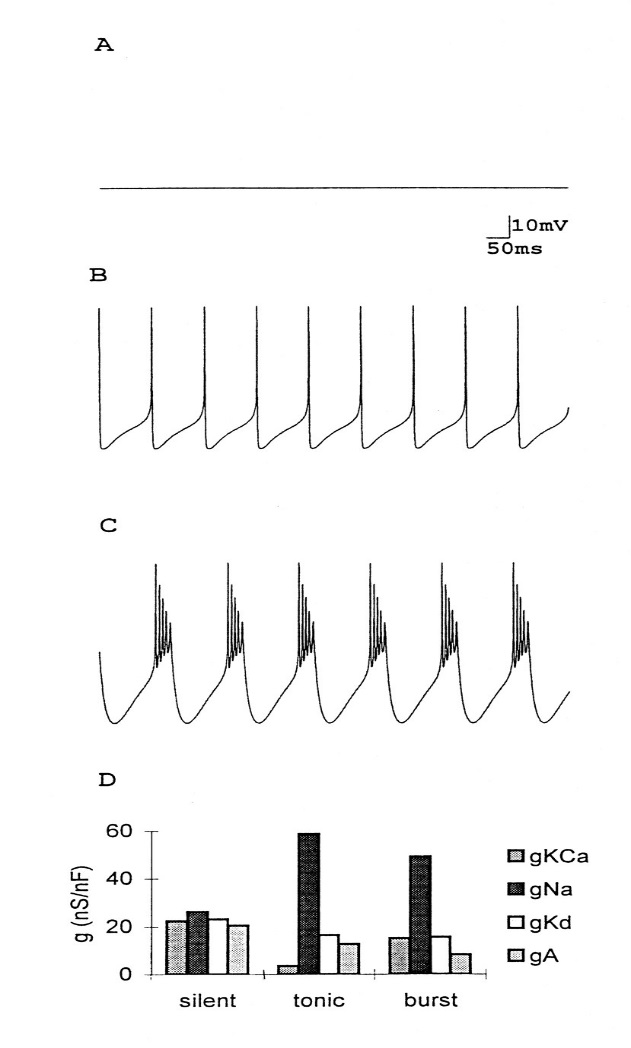 A
10mV
50ms
B
C
D
g (nS/nF)
60
40
20
0
silent tonic burst
gKCa
gNa
gKd
gA